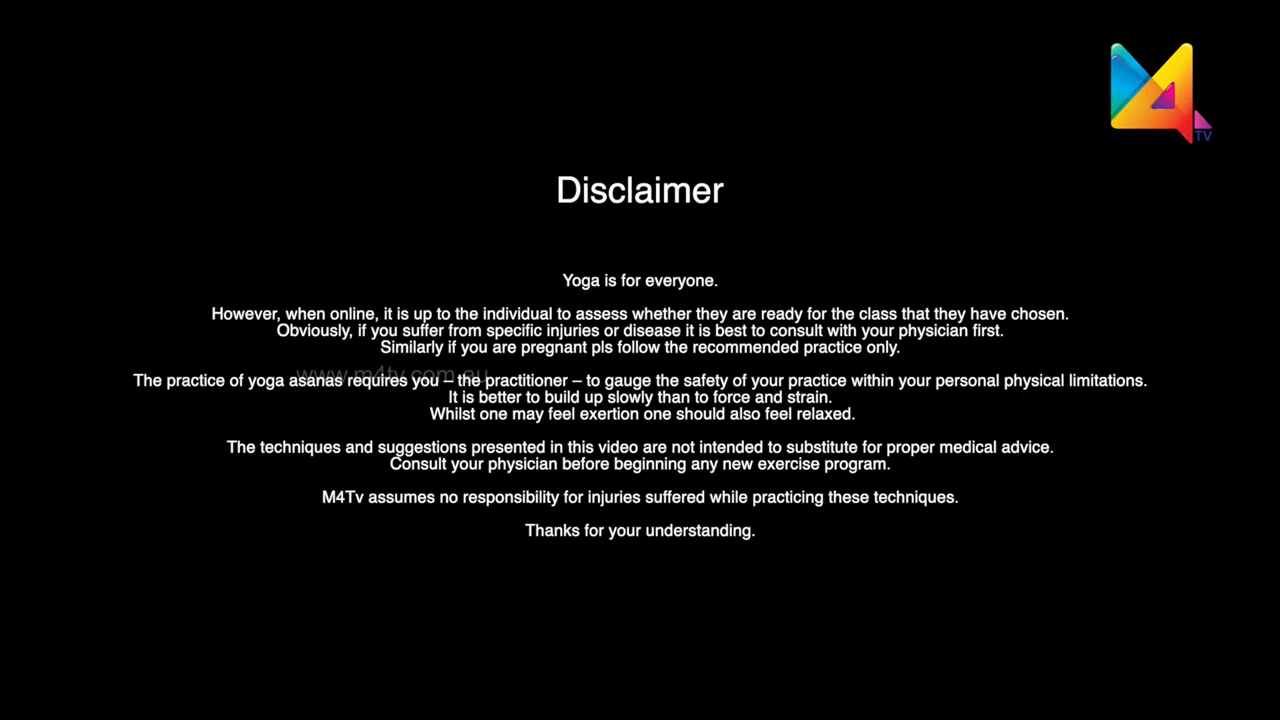 M4
TV
Disclaimer
Yoga is for everyone.
However, when online, it is up to the individual to assess whether they are ready for the class that they have chosen.
Obviously, if you suffer from specific injuries or disease it is best to consult with your physician first.
Similarly if you are pregnant pls follow the recommended practice only.
www.m4tv.com.au
The practice of yoga asanas requires you – the practitioner – to gauge the safety of your practice within your personal physical limitations.
It is better to build up slowly than to force and strain.
Whilst one may feel exertion one should also feel relaxed.
The techniques and suggestions presented in this video are not intended to substitute for proper medical advice.
Consult your physician before beginning any new exercise program.
M4Tv assumes no responsibility for injuries suffered while practicing these techniques.
Thanks for your understanding.